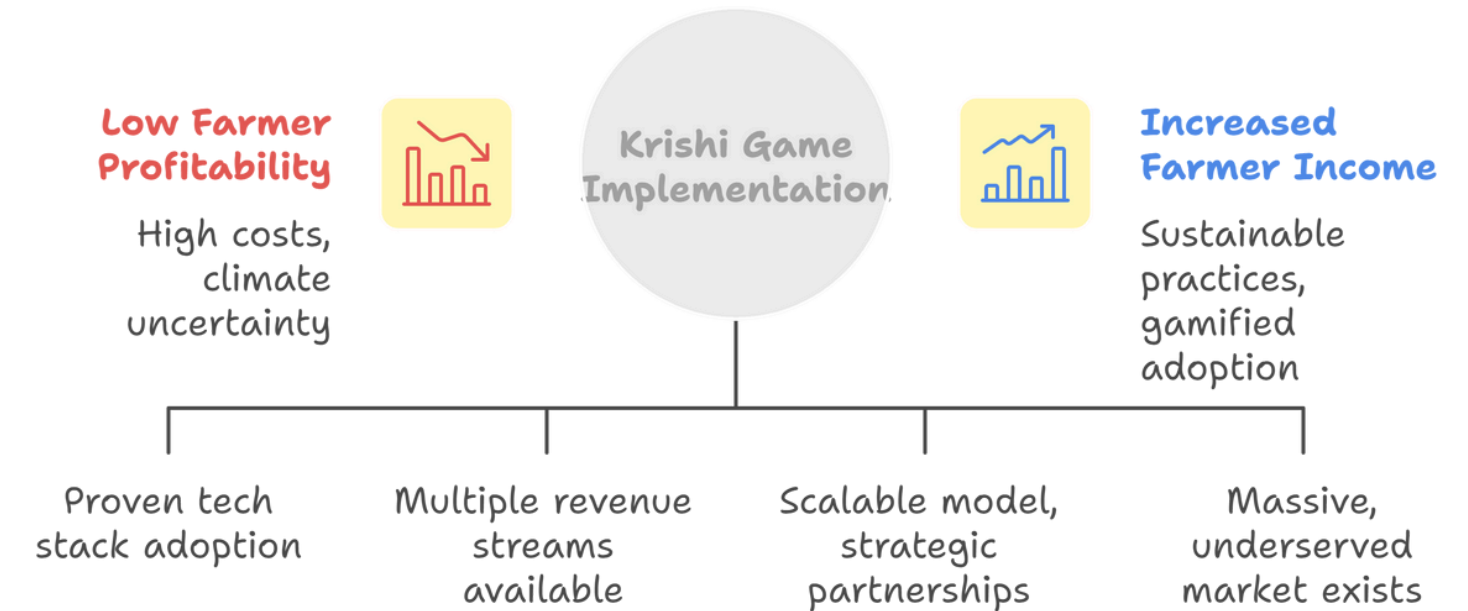 Low Farmer
Profitability
High costs,
climate
uncertainty
Krishi Game
Implementation
Increased
Farmer Income
Sustainable
practices,
gamified
adoption
Proven tech
stack adoption
Multiple revenue
streams
available
Scalable model,
strategic
partnerships
Massive,
underserved
market exists